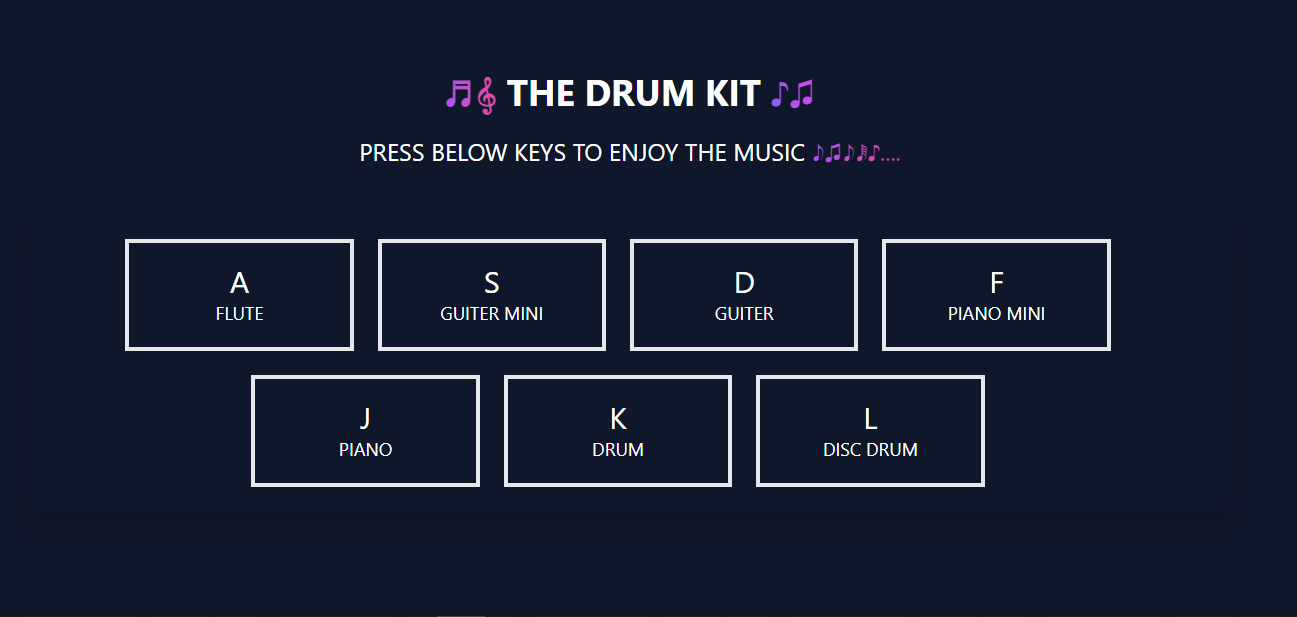 ♬𝄞 THE DRUM KIT ♪♫
PRESS BELOW KEYS TO ENJOY THE MUSIC ♪♫♪𝅘𝅥𝅱♪....
A
FLUTE
S
GUITER MINI
D
GUITER
F
PIANO MINI
J
PIANO
K
DRUM
L
DISC DRUM